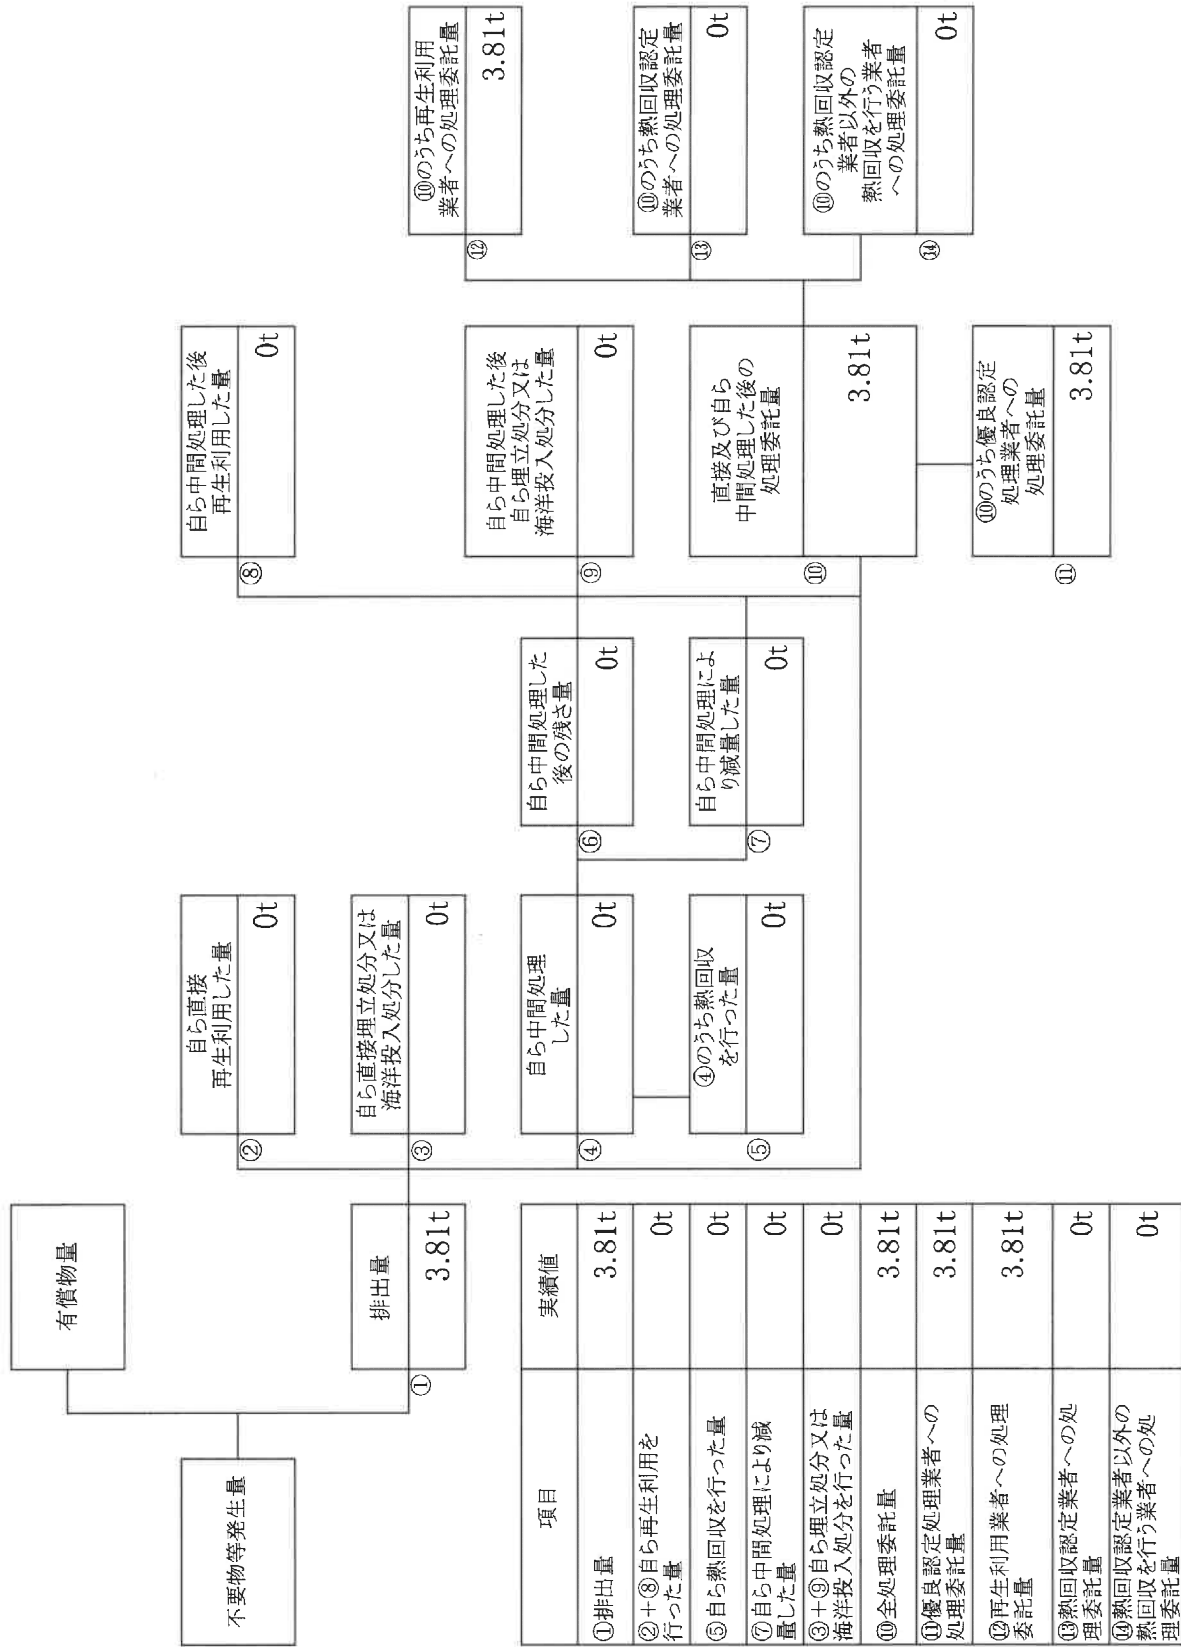 不要物等発生量
有償物量
①
排出量
3.81t
②
自ら直接
再生利用した量
0t
③
自ら直接埋立処分又は
海洋投入処分した量
0t
④
自ら中間処理
した量
0t
⑤
④のうち熱回収
を行った量
0t
⑥
自ら中間処理した
後の残さ量
0t
⑦
自ら中間処理によ
り減量した量
0t
⑧
自ら中間処理した後
再生利用した量
0t
⑨
自ら中間処理した後
自ら埋立処分又は
海洋投入処分した量
0t
⑩
直接及び自ら
中間処理した後の
処理委託量
3.81t
⑪
⑩のうち優良認定
処理業者への
処理委託量
3.81t
⑫
⑩のうち再生利用
業者への処理委託量
3.81t
⑬
⑩のうち熱回収認定
業者への処理委託量
0t
⑭
⑩のうち熱回収認定
業者以外の
熱回収を行う業者
への処理委託量
0t
項目
実績値
①排出量
3.81t
②+⑧自ら再生利用を
行った量
0t
⑤自ら熱回収を行った量
0t
⑦自ら中間処理により減
量した量
0t
③+⑨自ら埋立処分又は
海洋投入処分を行った量
0t
⑩全処理委託量
3.81t
⑪優良認定処理業者への
処理委託量
3.81t
⑫再生利用業者への処理
委託量
3.81t
⑬熱回収認定業者への処
理委託量
0t
⑭熱回収認定業者以外の
熱回収を行う業者への処
理委託量
0t